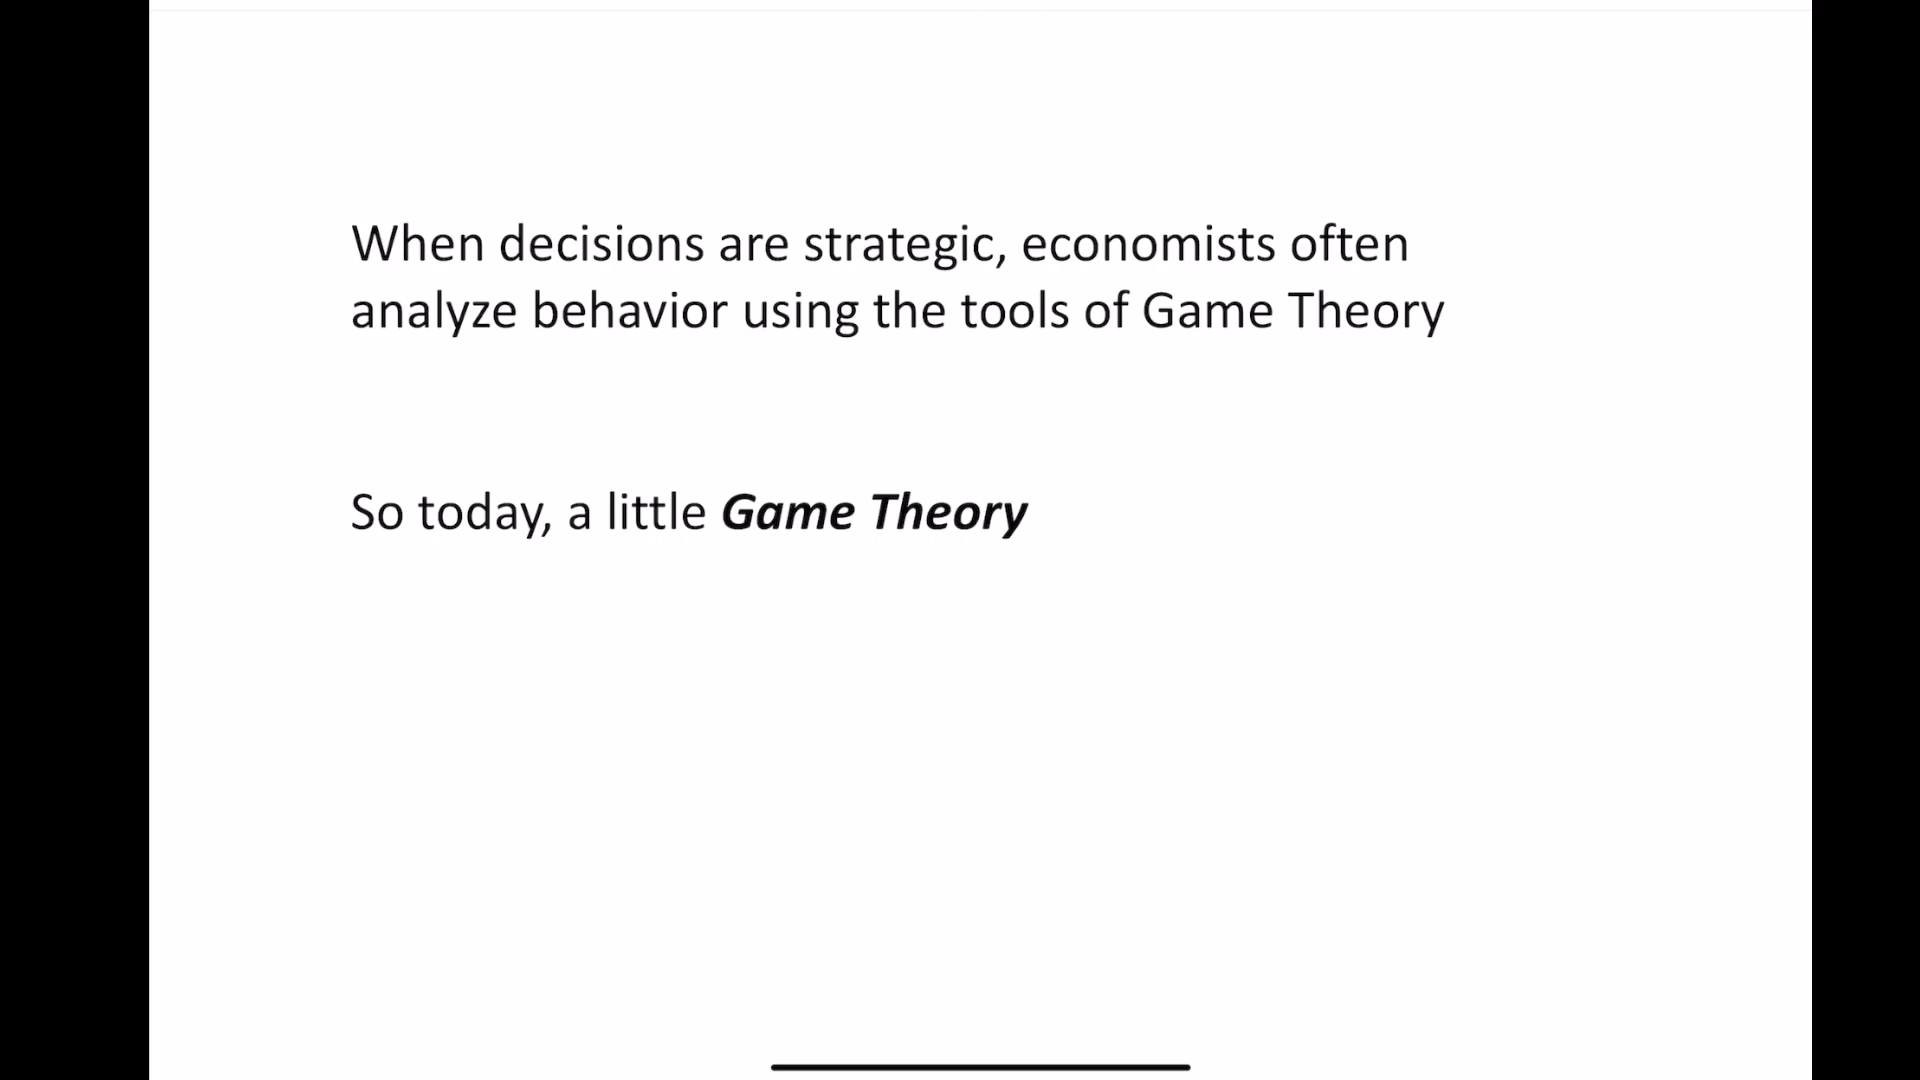 When decisions are strategic, economists often
analyze behavior using the tools of Game Theory
So today, a little Game Theory